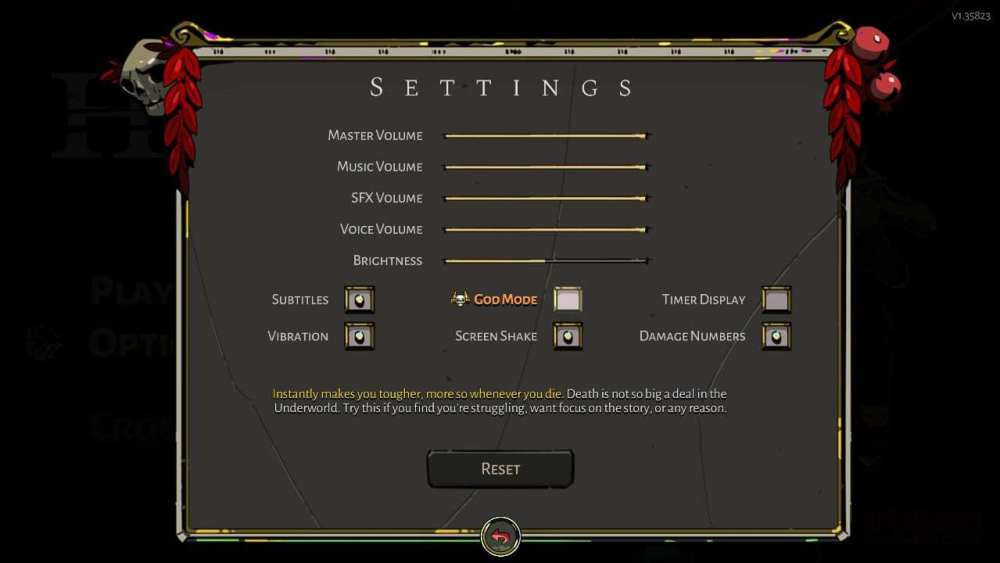 V1.35823
SETTINGS
MASTER VOLUME
MUSIC VOLUME
SFX VOLUME
VOICE VOLUME
BRIGHTNESS
SUBTITLES GOD MODE TIMER DISPLAY
VIBRATION SCREEN SHAKE DAMAGE NUMBERS
Instantly makes you tougher, more so whenever you die. Death is not so big a deal in the
Underworld. Try this if you find you're struggling, want focus on the story, or any reason.
RESET
PLAY